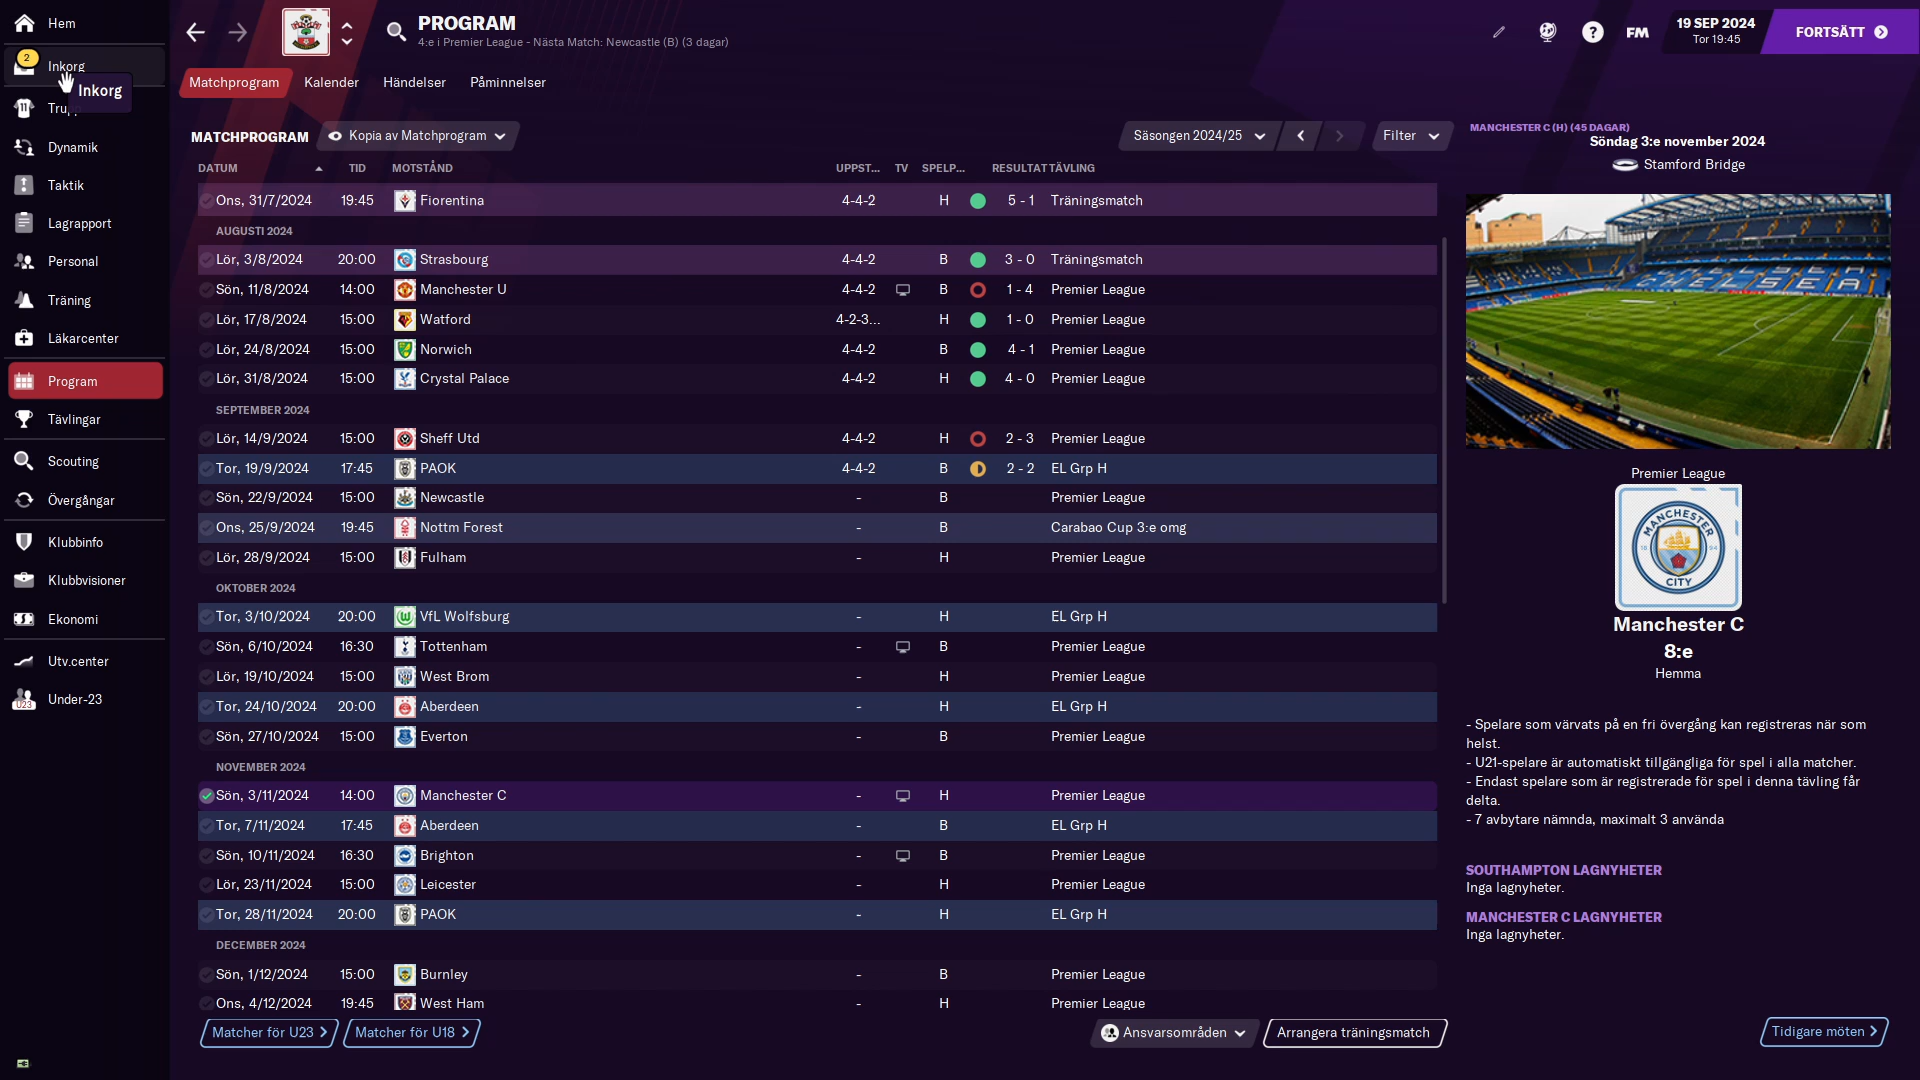 Hem
2
Inkorg
Inkorg
Dynamik
Taktik
Lagrapport
Personal
Träning
Läkarcenter
Program
Tävlingar
Scouting
Övergångar
Klubbinfo
Klubbvisioner
Ekonomi
Utv.center
Under-23
U23
PROGRAM
4:e i Premier League - Nästa Match: Newcastle (B) (3 dagar)
FM
19 SEP 2024
Tor 19:45
FORTSÄTT
Matchprogram Kalender Händelser Påminnelser
MATCHPROGRAM Kopia av Matchprogram Säsongen 2024/25 Filter
DATUM TID MOTSTÅND UPPST... TV SPELP... RESULTAT TÄVLING
Ons, 31/7/2024 19:45 Fiorentina 4-4-2 H 5 - 1 Träningsmatch
AUGUSTI 2024
Lör, 3/8/2024 20:00 Strasbourg 4-4-2 B 3 - 0 Träningsmatch
Sön, 11/8/2024 14:00 Manchester U 4-4-2 B 1 - 4 Premier League
Lör, 17/8/2024 15:00 Watford 4-2-3... H 1 - 0 Premier League
Lör, 24/8/2024 15:00 Norwich 4-4-2 B 4 - 1 Premier League
Lör, 31/8/2024 15:00 Crystal Palace 4-4-2 H 4 - 0 Premier League
SEPTEMBER 2024
Lör, 14/9/2024 15:00 Sheff Utd 4-4-2 H 2 - 3 Premier League
Tor, 19/9/2024 17:45 PAOK 4-4-2 B 2 - 2 EL Grp H
Sön, 22/9/2024 15:00 Newcastle - B Premier League
Ons, 25/9/2024 19:45 Nottm Forest - B Carabao Cup 3:e omg
Lör, 28/9/2024 15:00 Fulham - H Premier League
OKTOBER 2024
Tor, 3/10/2024 20:00 VfL Wolfsburg - H EL Grp H
Sön, 6/10/2024 16:30 Tottenham - B Premier League
Lör, 19/10/2024 15:00 West Brom - H Premier League
Tor, 24/10/2024 20:00 Aberdeen - H EL Grp H
Sön, 27/10/2024 15:00 Everton - B Premier League
NOVEMBER 2024
Sön, 3/11/2024 14:00 Manchester C - H Premier League
Tor, 7/11/2024 17:45 Aberdeen - B EL Grp H
Sön, 10/11/2024 16:30 Brighton - B Premier League
Lör, 23/11/2024 15:00 Leicester - H Premier League
Tor, 28/11/2024 20:00 PAOK - H EL Grp H
DECEMBER 2024
Sön, 1/12/2024 15:00 Burnley - B Premier League
Ons, 4/12/2024 19:45 West Ham - H Premier League
Matcher för U23 Matcher för U18 Ansvarsområden Arrangera träningsmatch
MANCHESTER C (H) (45 DAGAR)
Söndag 3:e november 2024
Stamford Bridge
CHELSEA
CHELSEA
Premier League
MANCHESTER
18 94
CITY
Manchester C
8:e
Hemma
- Spelare som värvats på en fri övergång kan registreras när som
helst.
- U21-spelare är automatiskt tillgängliga för spel i alla matcher.
- Endast spelare som är registrerade för spel i denna tävling får
delta.
- 7 avbytare nämnda, maximalt 3 använda
SOUTHAMPTON LAGNYHETER
Inga lagnyheter.
MANCHESTER C LAGNYHETER
Inga lagnyheter.
Tidigare möten